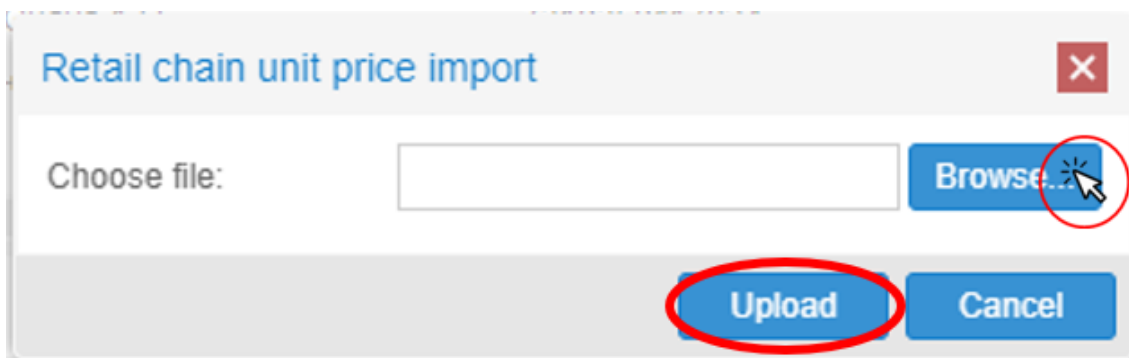 Retail chain unit price import
Choose file:
Browse...
Upload
Cancel